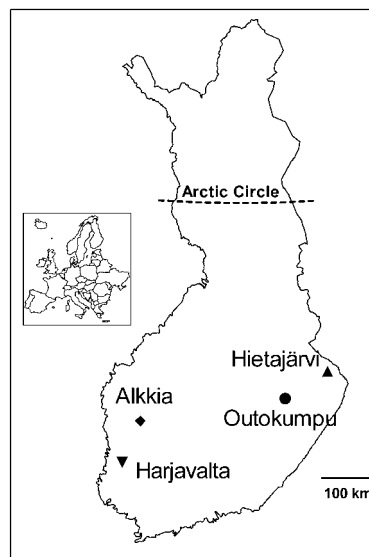 Arctic Circle
Hietajärvi
Alkkia
Outokumpu
Harjavalta
100 km